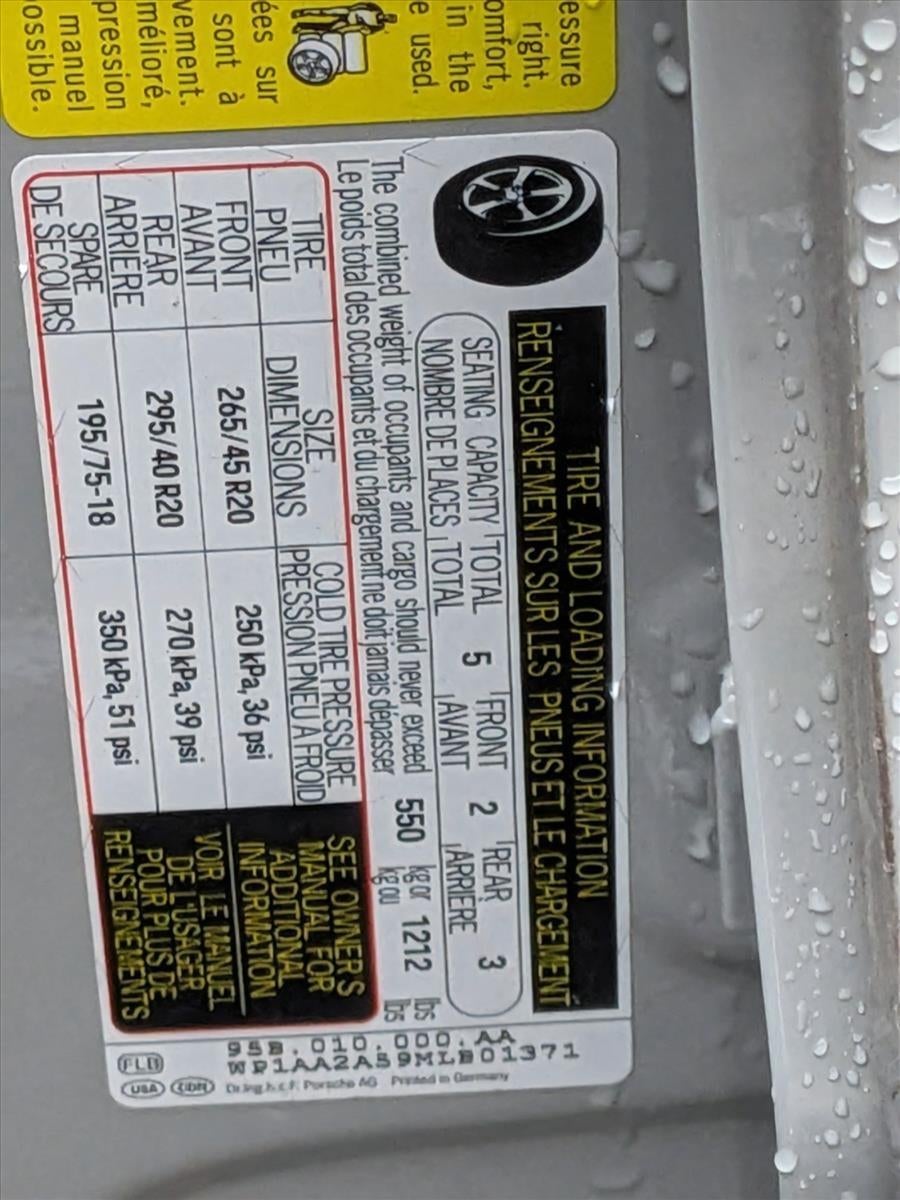 essure
right.
omfort,
in the
e used.
ées sur
sont à
vement.
mélioré,
pression
manuel
possible.
TIRE AND LOADING INFORMATION
RENSEIGNEMENTS SUR LES PNEUS ET LE CHARGEMENT
SEATING CAPACITY TOTAL 5 FRONT 2 REAR 3
NOMBRE DE PLACES TOTAL AVANT ARRIÈRE
The combined weight of occupants and cargo should never exceed 550 kg or 1212 lbs
Le poids total des occupants et du chargement ne doit jamais dépasser kg ou lbs
TIRE SIZE COLD TIRE PRESSURE
PNEU DIMENSIONS PRESSION PNEU A FROID
FRONT 265/45 R20 250 kPa, 36 psi
AVANT
REAR 295/40 R20 270 kPa, 39 psi
ARRIERE
SPARE 195/75-18 350 kPa, 51 psi
DE SECOURS
SEE OWNER'S
MANUAL FOR
ADDITIONAL
INFORMATION
VOIR LE MANUEL
DE L'USAGER
POUR PLUS DE
RENSEIGNEMENTS
95B.010.000.AA
WP1AA2A59MLB01371
Dr.Ing.h.c.F. Porsche AG Printed in Germany
FLB
USA CDN